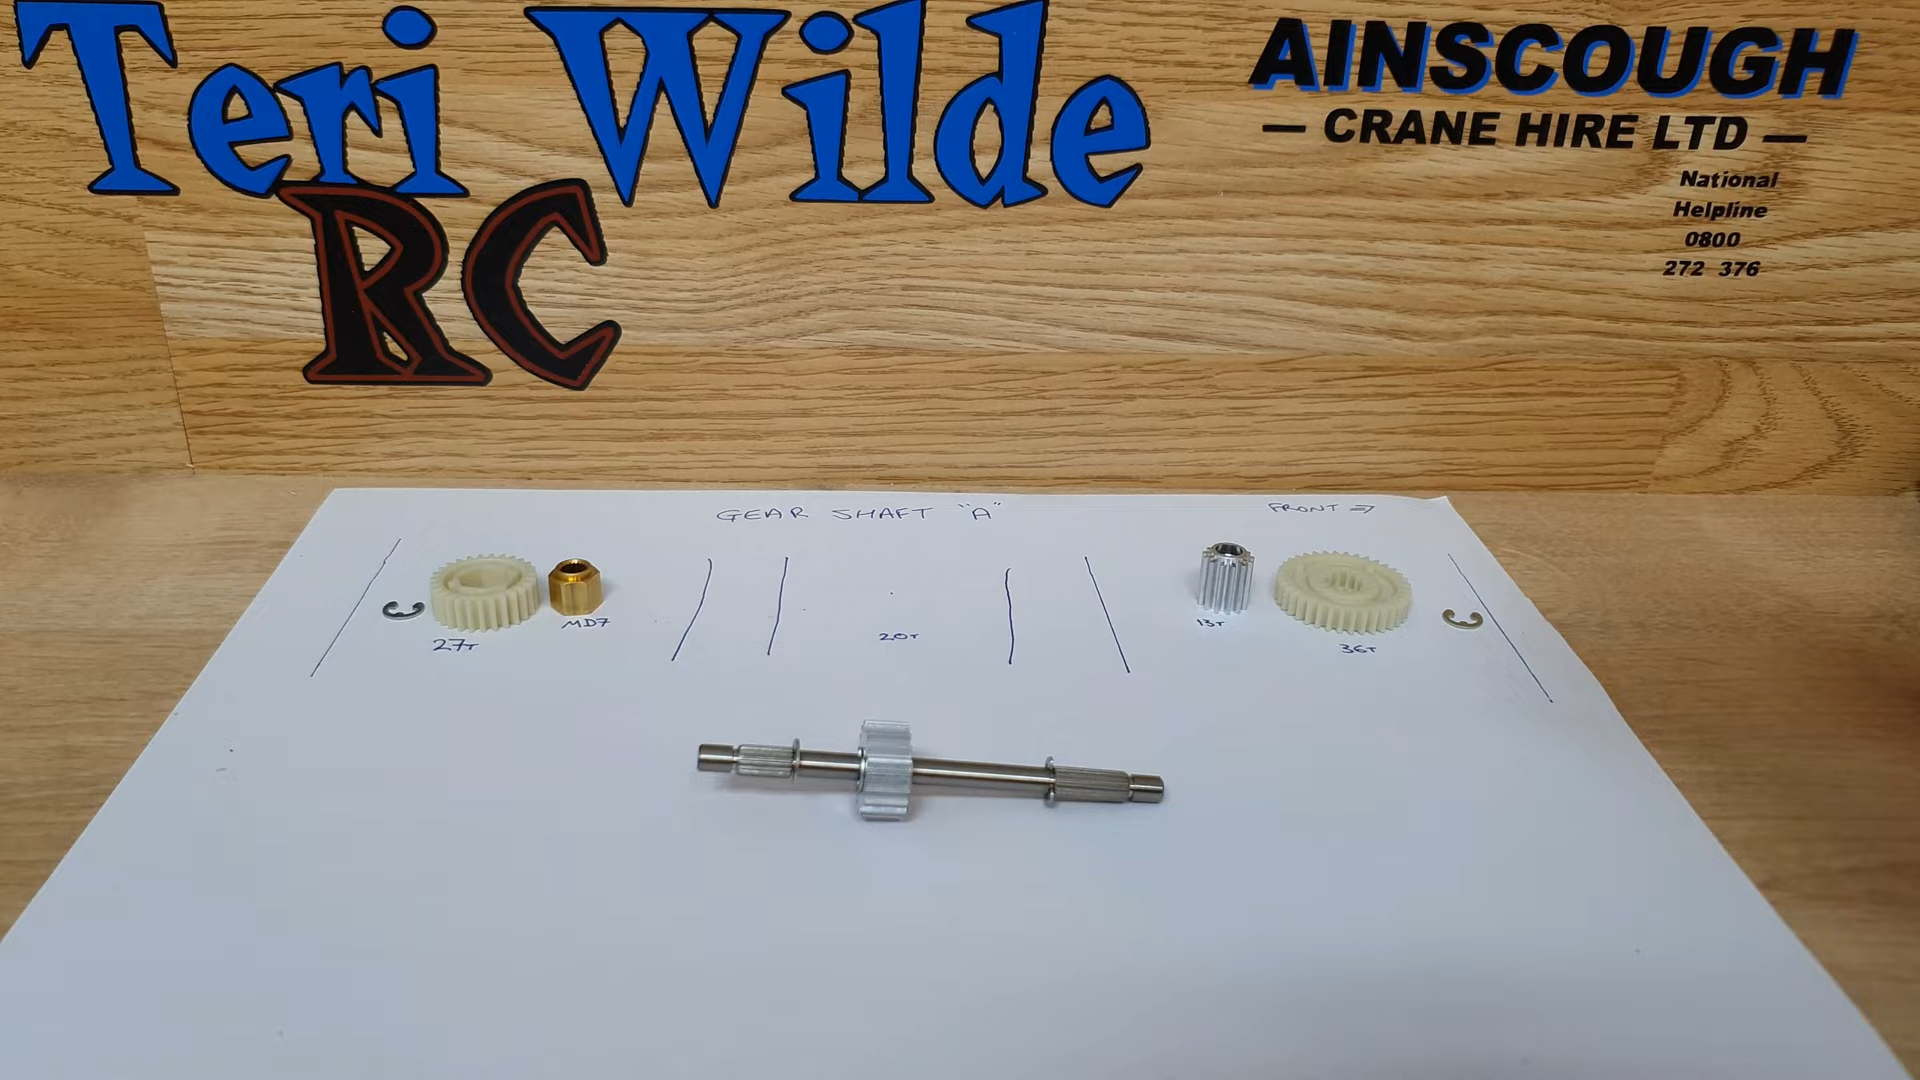 Teri Wilde
RC
AINSCOUGH
— CRANE HIRE LTD —
National
Helpline
0800
272 376
GEAR SHAFT "A"
FRONT ⇒
27T
MD7
20T
13T
36T